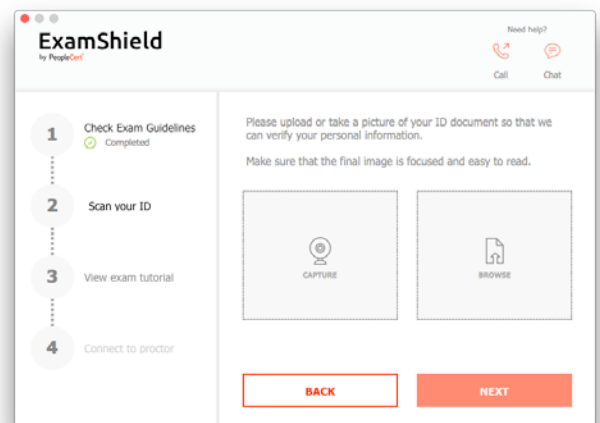 ExamShield
by PeopleCert
Need help?
Call
Chat
1
Check Exam Guidelines
Completed
2
Scan your ID
3
View exam tutorial
4
Connect to proctor
Please upload or take a picture of your ID document so that we
can verify your personal information.
Make sure that the final image is focused and easy to read.
CAPTURE
BROWSE
BACK
NEXT